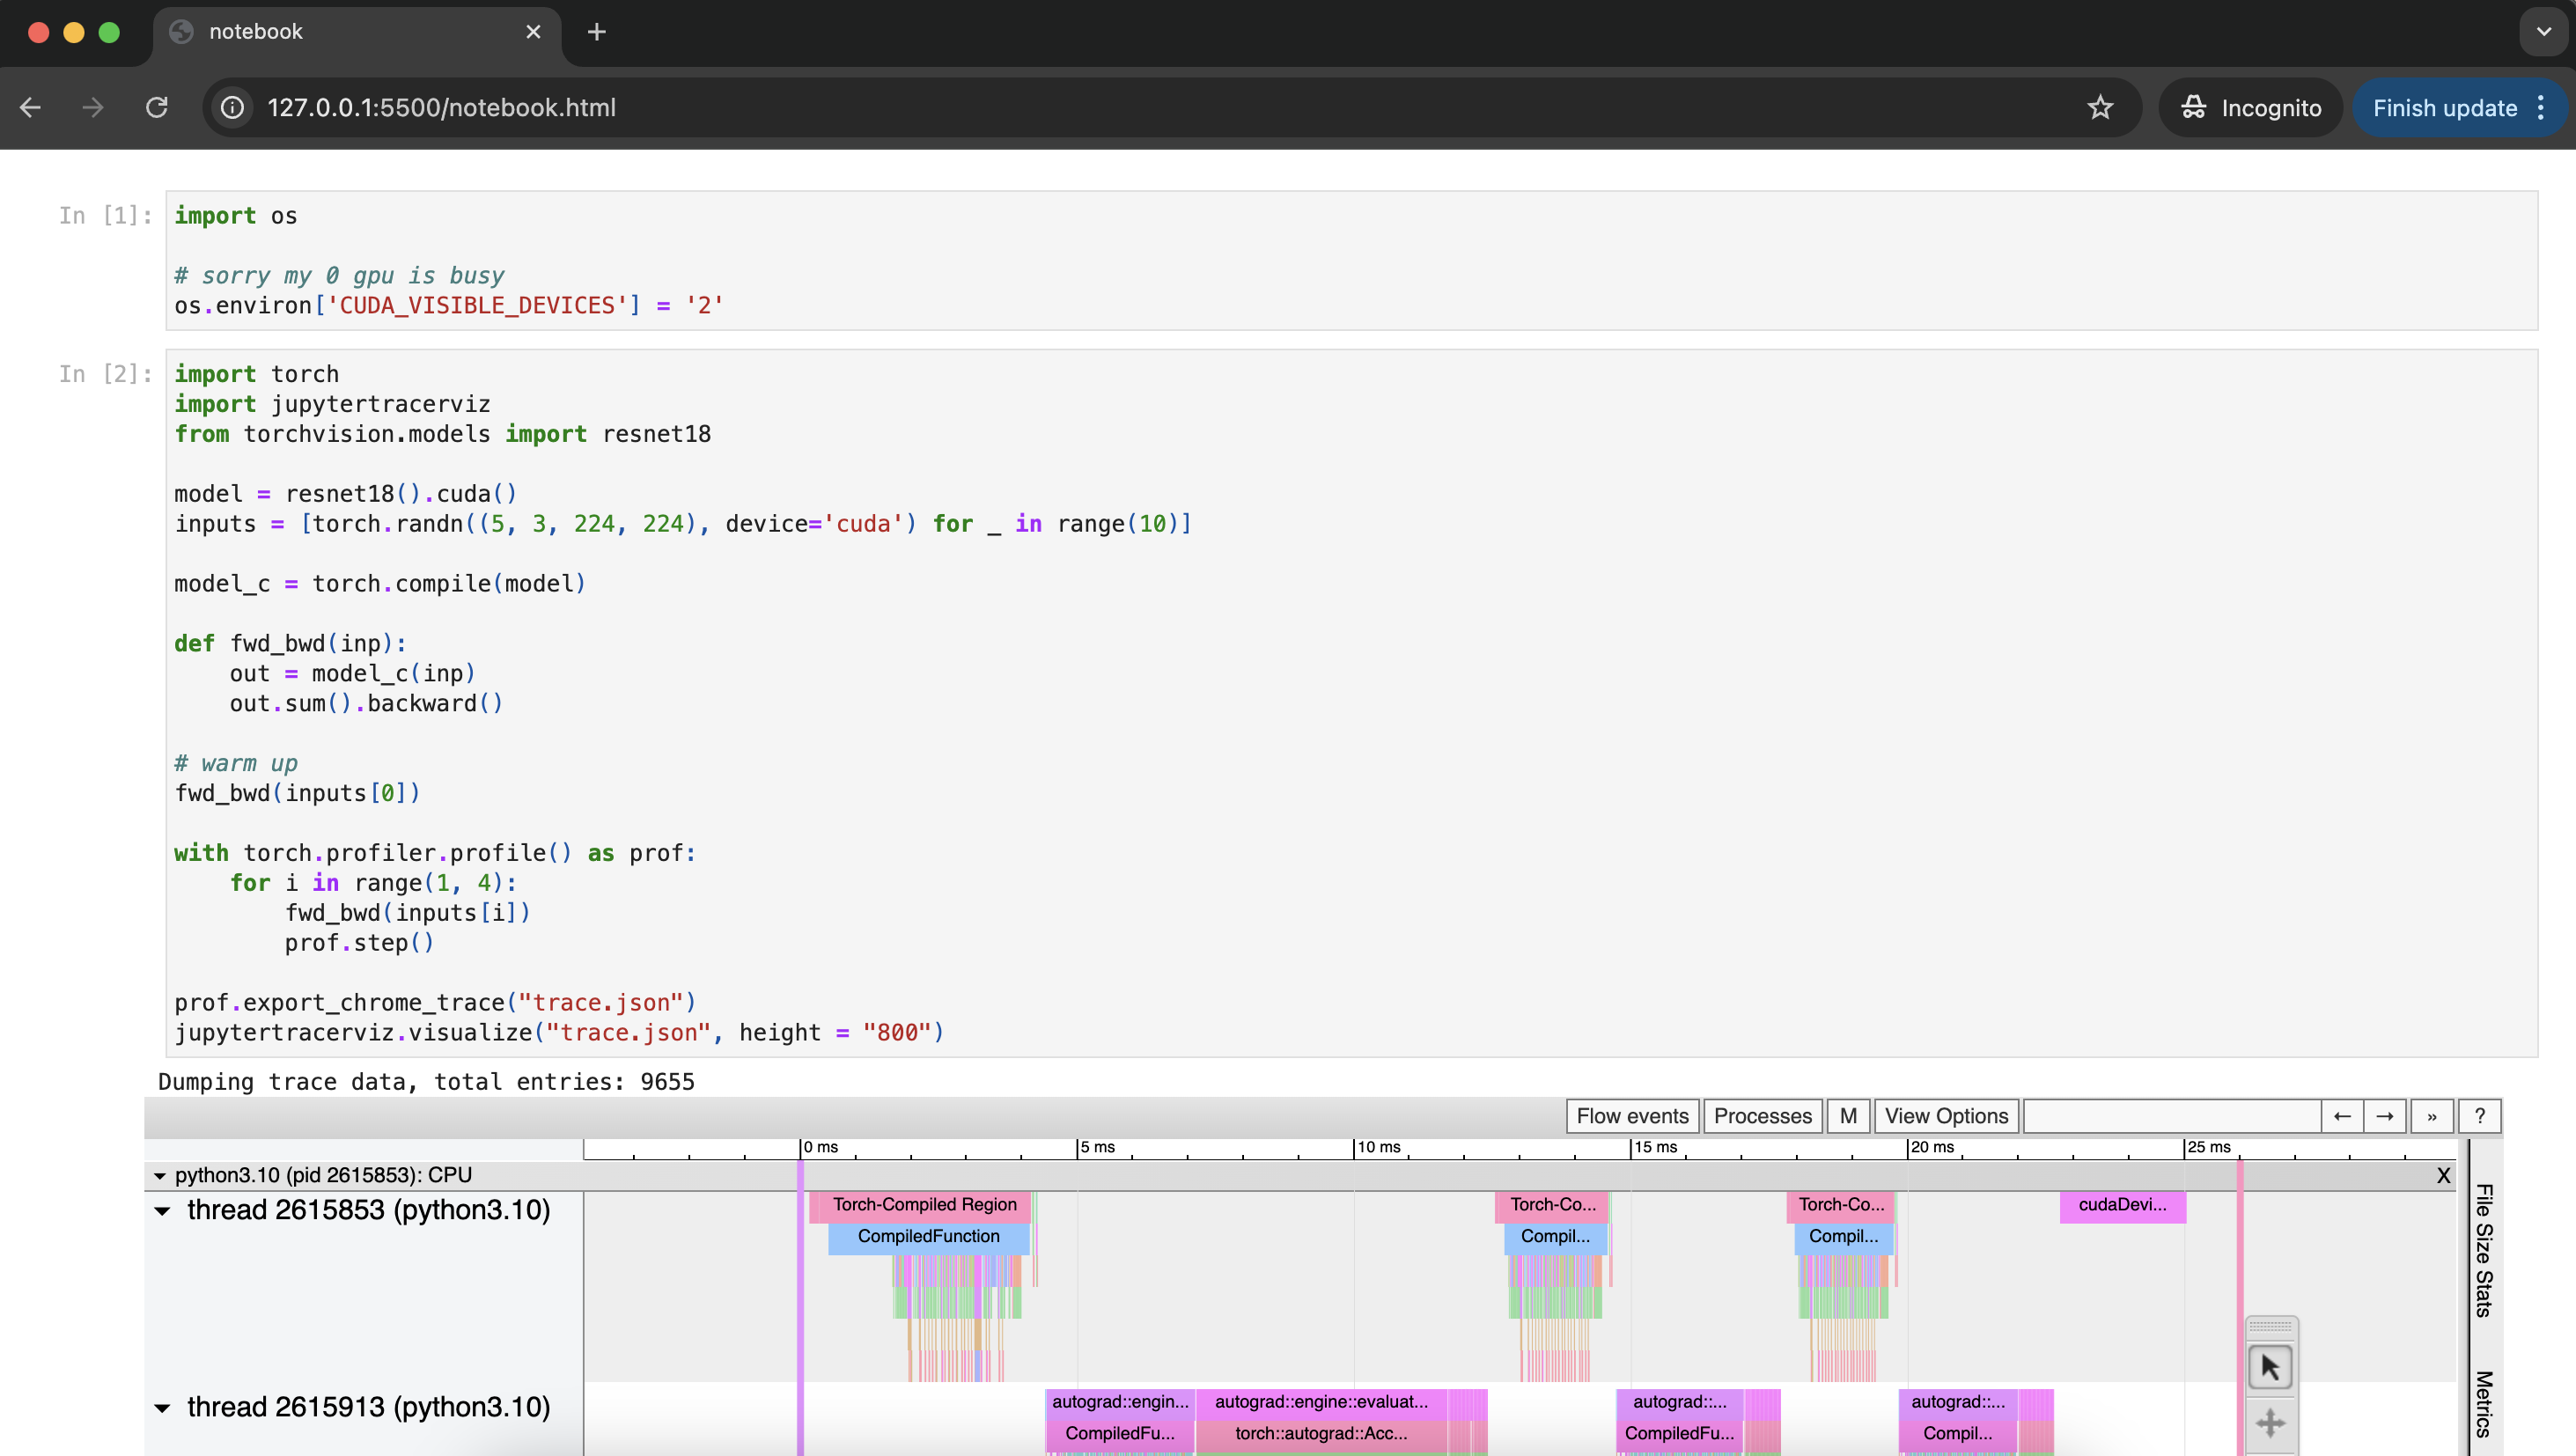 notebook
127.0.0.1:5500/notebook.html
Incognito
Finish update
In [1]:
import os
# sorry my 0 gpu is busy
os.environ['CUDA_VISIBLE_DEVICES'] = '2'
In [2]:
import torch
import jupytertracerviz
from torchvision.models import resnet18
model = resnet18().cuda()
inputs = [torch.randn((5, 3, 224, 224), device='cuda') for _ in range(10)]
model_c = torch.compile(model)
def fwd_bwd(inp):
    out = model_c(inp)
    out.sum().backward()
# warm up
fwd_bwd(inputs[0])
with torch.profiler.profile() as prof:
    for i in range(1, 4):
        fwd_bwd(inputs[i])
        prof.step()
prof.export_chrome_trace("trace.json")
jupytertracerviz.visualize("trace.json", height = "800")
Dumping trace data, total entries: 9655
Flow events Processes M View Options ← → » ?
0 ms 5 ms 10 ms 15 ms 20 ms 25 ms
python3.10 (pid 2615853): CPU X
thread 2615853 (python3.10)
Torch-Compiled Region Torch-Co... Torch-Co... cudaDevi...
CompiledFunction Compil... Compil...
thread 2615913 (python3.10)
autograd::engin... autograd::engine::evaluat... autograd::... autograd::...
CompiledFu... torch::autograd::Acc... CompiledFu... Compil...
File Size Stats
Metrics